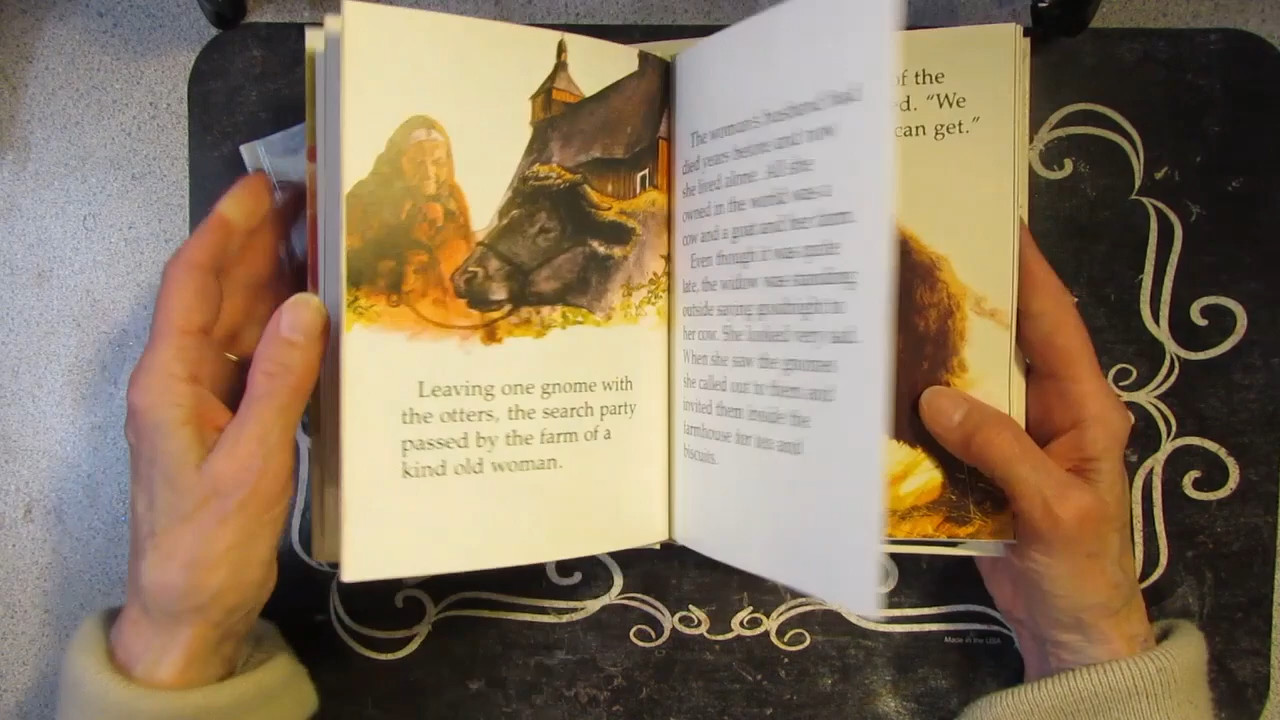 Leaving one gnome with
the otters, the search party
passed by the farm of a
kind old woman.
The woman's husband had
died years before and now
she lived alone. All she
owned in the world was a
cow and a goat and her farm.
Even though it was quite
late, the widow was standing
outside saying goodnight to
her cow. She looked very sad.
When she saw the gnomes
she called out to them and
invited them inside the
farmhouse for tea and
biscuits.
of the
ed. “We
can get.”
Made in the USA